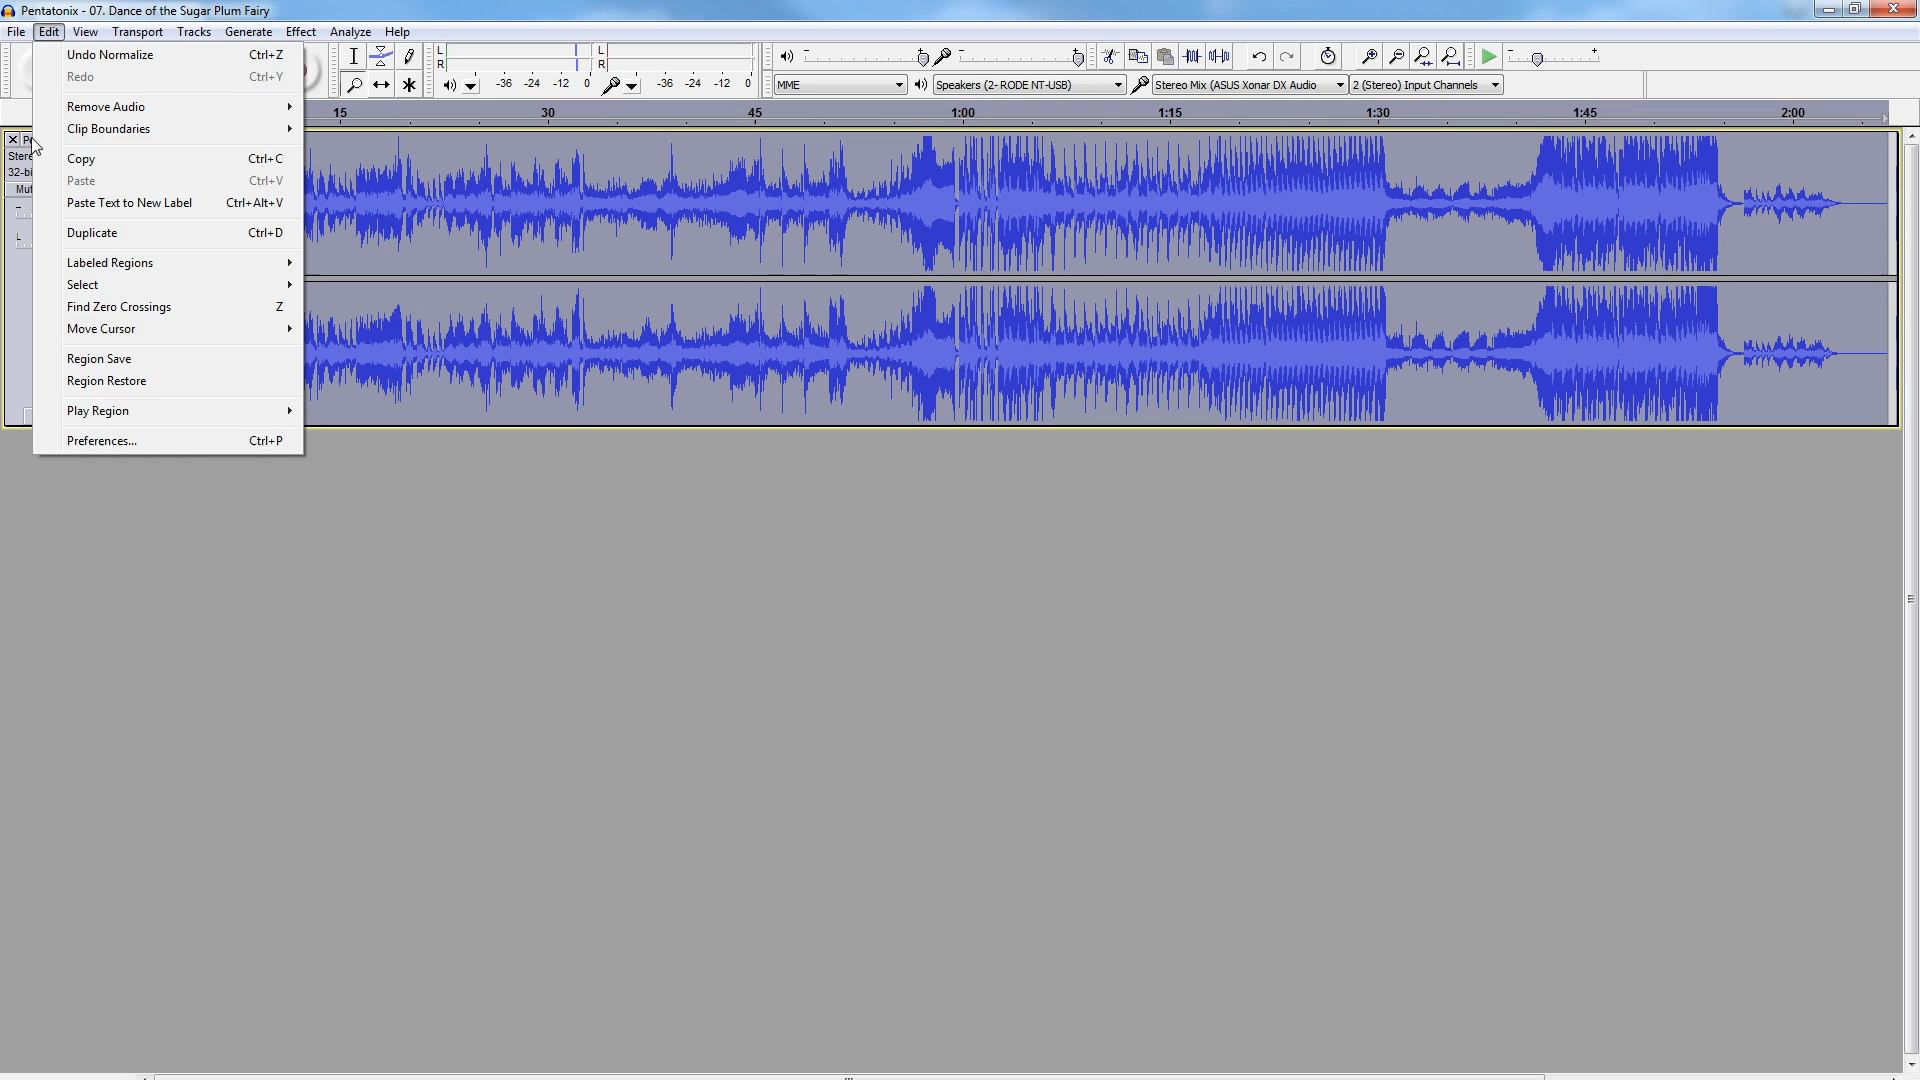 Pentatonix - 07. Dance of the Sugar Plum Fairy
File Edit View Transport Tracks Generate Effect Analyze Help
Undo Normalize Ctrl+Z
Redo Ctrl+Y
Remove Audio
Clip Boundaries
Copy Ctrl+C
Paste Ctrl+V
Paste Text to New Label Ctrl+Alt+V
Duplicate Ctrl+D
Labeled Regions
Select
Find Zero Crossings Z
Move Cursor
Region Save
Region Restore
Play Region
Preferences... Ctrl+P
L
R
-36 -24 -12 0
L
R
-36 -24 -12 0
MME
Speakers (2- RODE NT-USB)
Stereo Mix (ASUS Xonar DX Audio
2 (Stereo) Input Channels
15 30 45 1:00 1:15 1:30 1:45 2:00
L